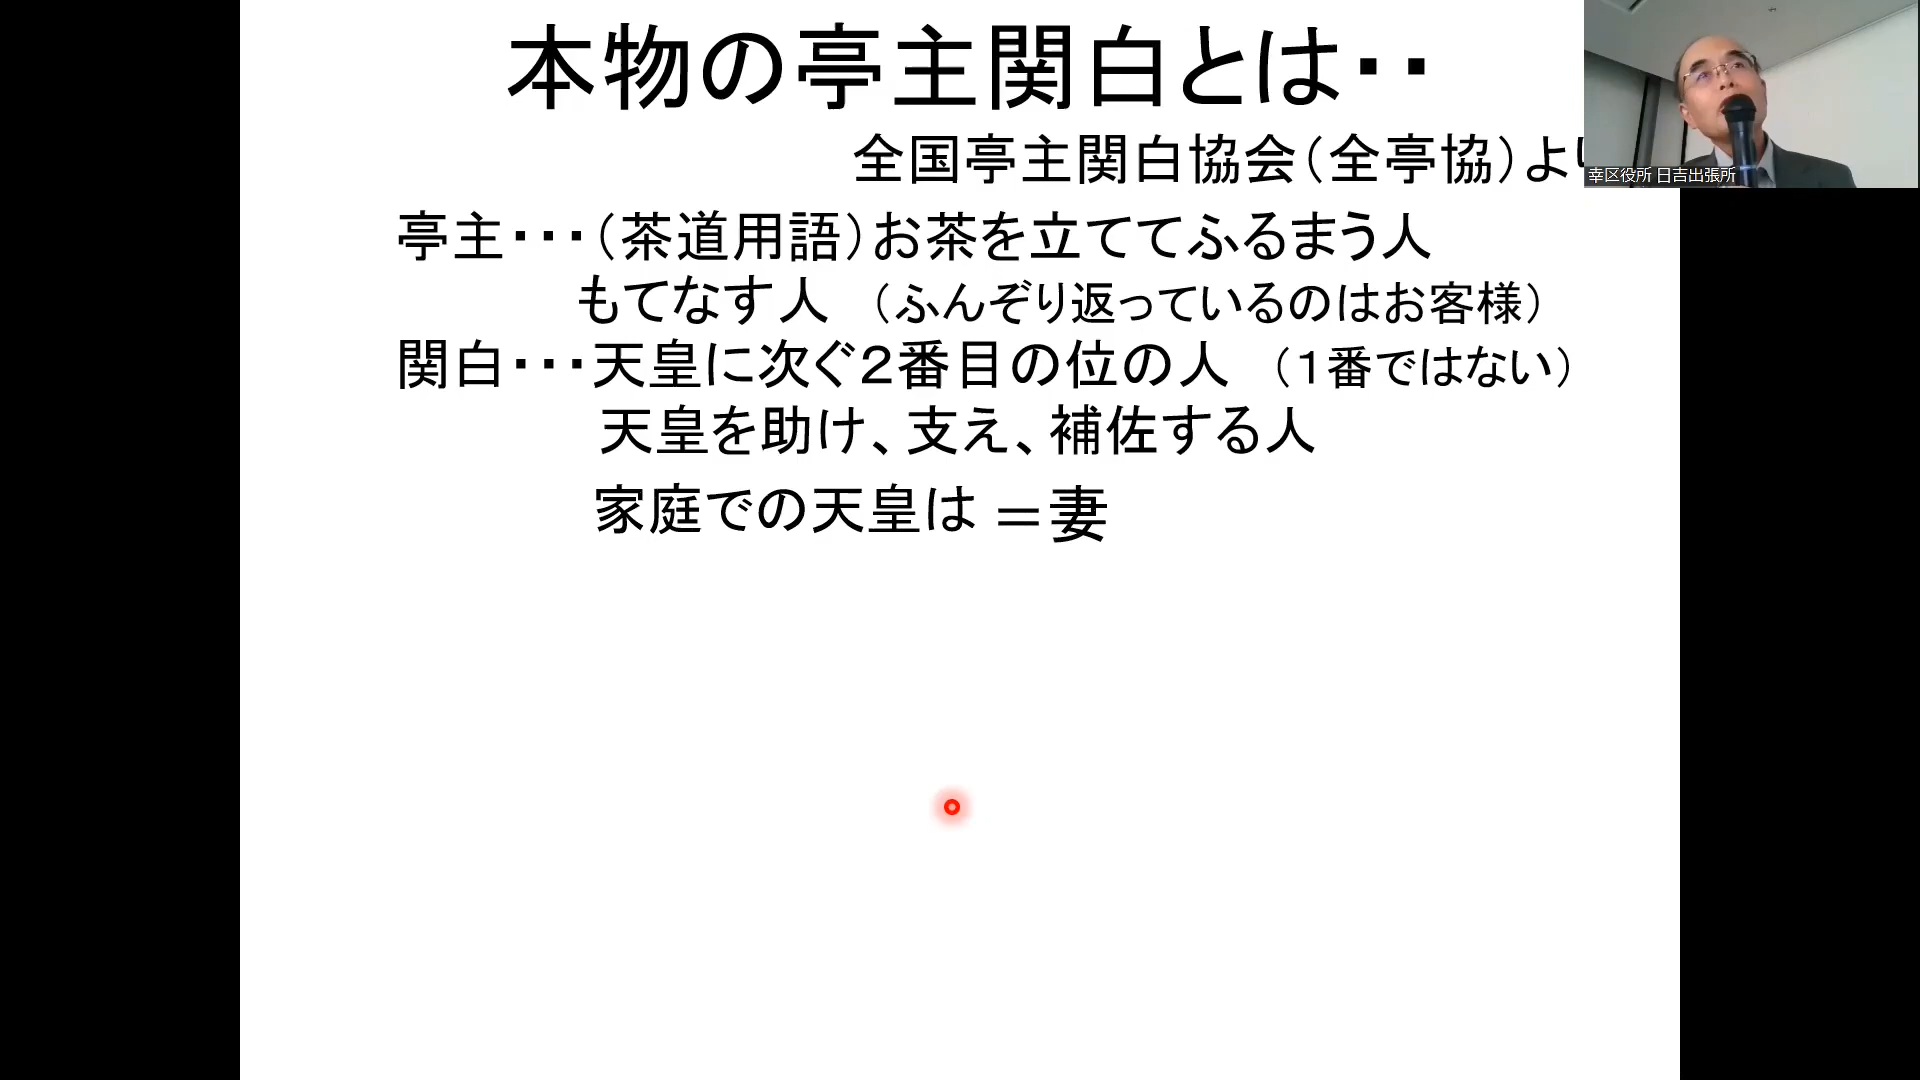 本物の亭主関白とは・・
全国亭主関白協会（全亭協）よ
亭主・・・（茶道用語）お茶を立ててふるまう人
もてなす人　（ふんぞり返っているのはお客様）
関白・・・天皇に次ぐ２番目の位の人　（１番ではない）
天皇を助け、支え、補佐する人
家庭での天皇は ＝妻
幸区役所 日吉出張所